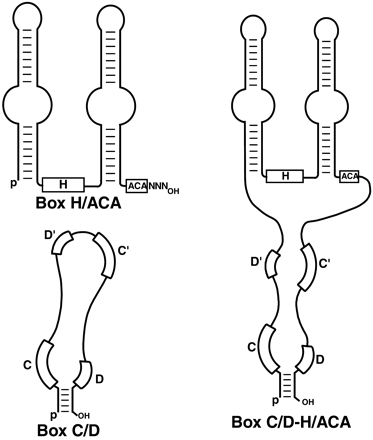 p
H
ACA NNN OH
Box H/ACA
D' C'
C D
p OH
Box C/D
H
ACA
D' C'
C D
p OH
Box C/D-H/ACA